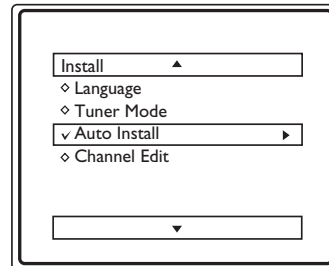 Install
Language
Tuner Mode
Auto Install
Channel Edit